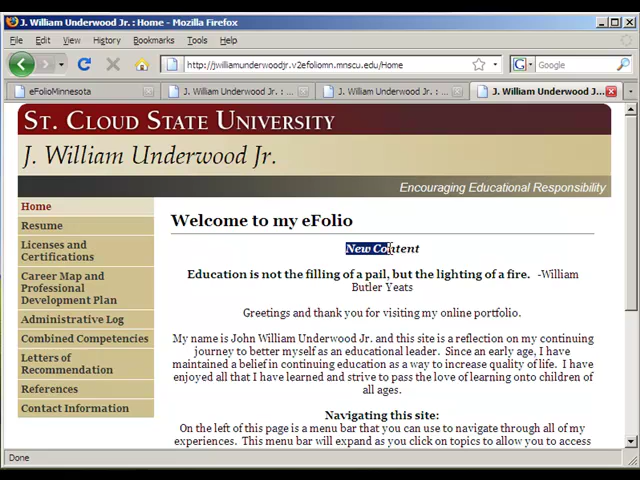 J. William Underwood Jr. : Home - Mozilla Firefox
File Edit View History Bookmarks Tools Help
http://jwilliamunderwoodjr.v2efoliomn.mnscu.edu/Home
Google
eFolioMinnesota
J. William Underwood Jr. : ...
J. William Underwood Jr. : ...
J. William Underwood J...
St. Cloud State University
J. William Underwood Jr.
Encouraging Educational Responsibility
Home
Resume
Licenses and
Certifications
Career Map and
Professional
Development Plan
Administrative Log
Combined Competencies
Letters of
Recommendation
References
Contact Information
Welcome to my eFolio
New Content
Education is not the filling of a pail, but the lighting of a fire. -William
Butler Yeats
Greetings and thank you for visiting my online portfolio.
My name is John William Underwood Jr. and this site is a reflection on my continuing
journey to better myself as an educational leader. Since an early age, I have
maintained a belief in continuing education as a way to increase quality of life. I have
enjoyed all that I have learned and strive to pass the love of learning onto children of
all ages.
Navigating this site:
On the left of this page is a menu bar that you can use to navigate through all of my
experiences. This menu bar will expand as you click on topics to allow you to access
Done